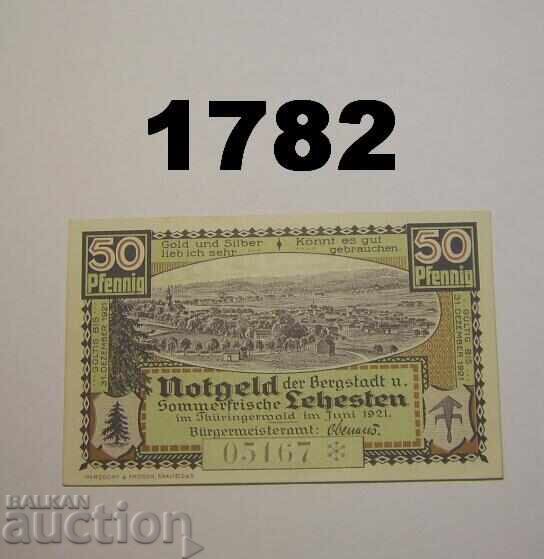 1782
50 Pfennig
Gold und Silber lieb ich sehr
Könnt es gut gebrauchen.
50 Pfennig
GÜLTIG BIS 31. DEZEMBER 1921
GÜLTIG BIS 31. DEZEMBER 1921
Notgeld der Bergstadt u.
Sommerfrische Lehesten
im Thüringerwald im Juni 1921.
Bürgermeisteramt:
05167 *
BALKAN
auction